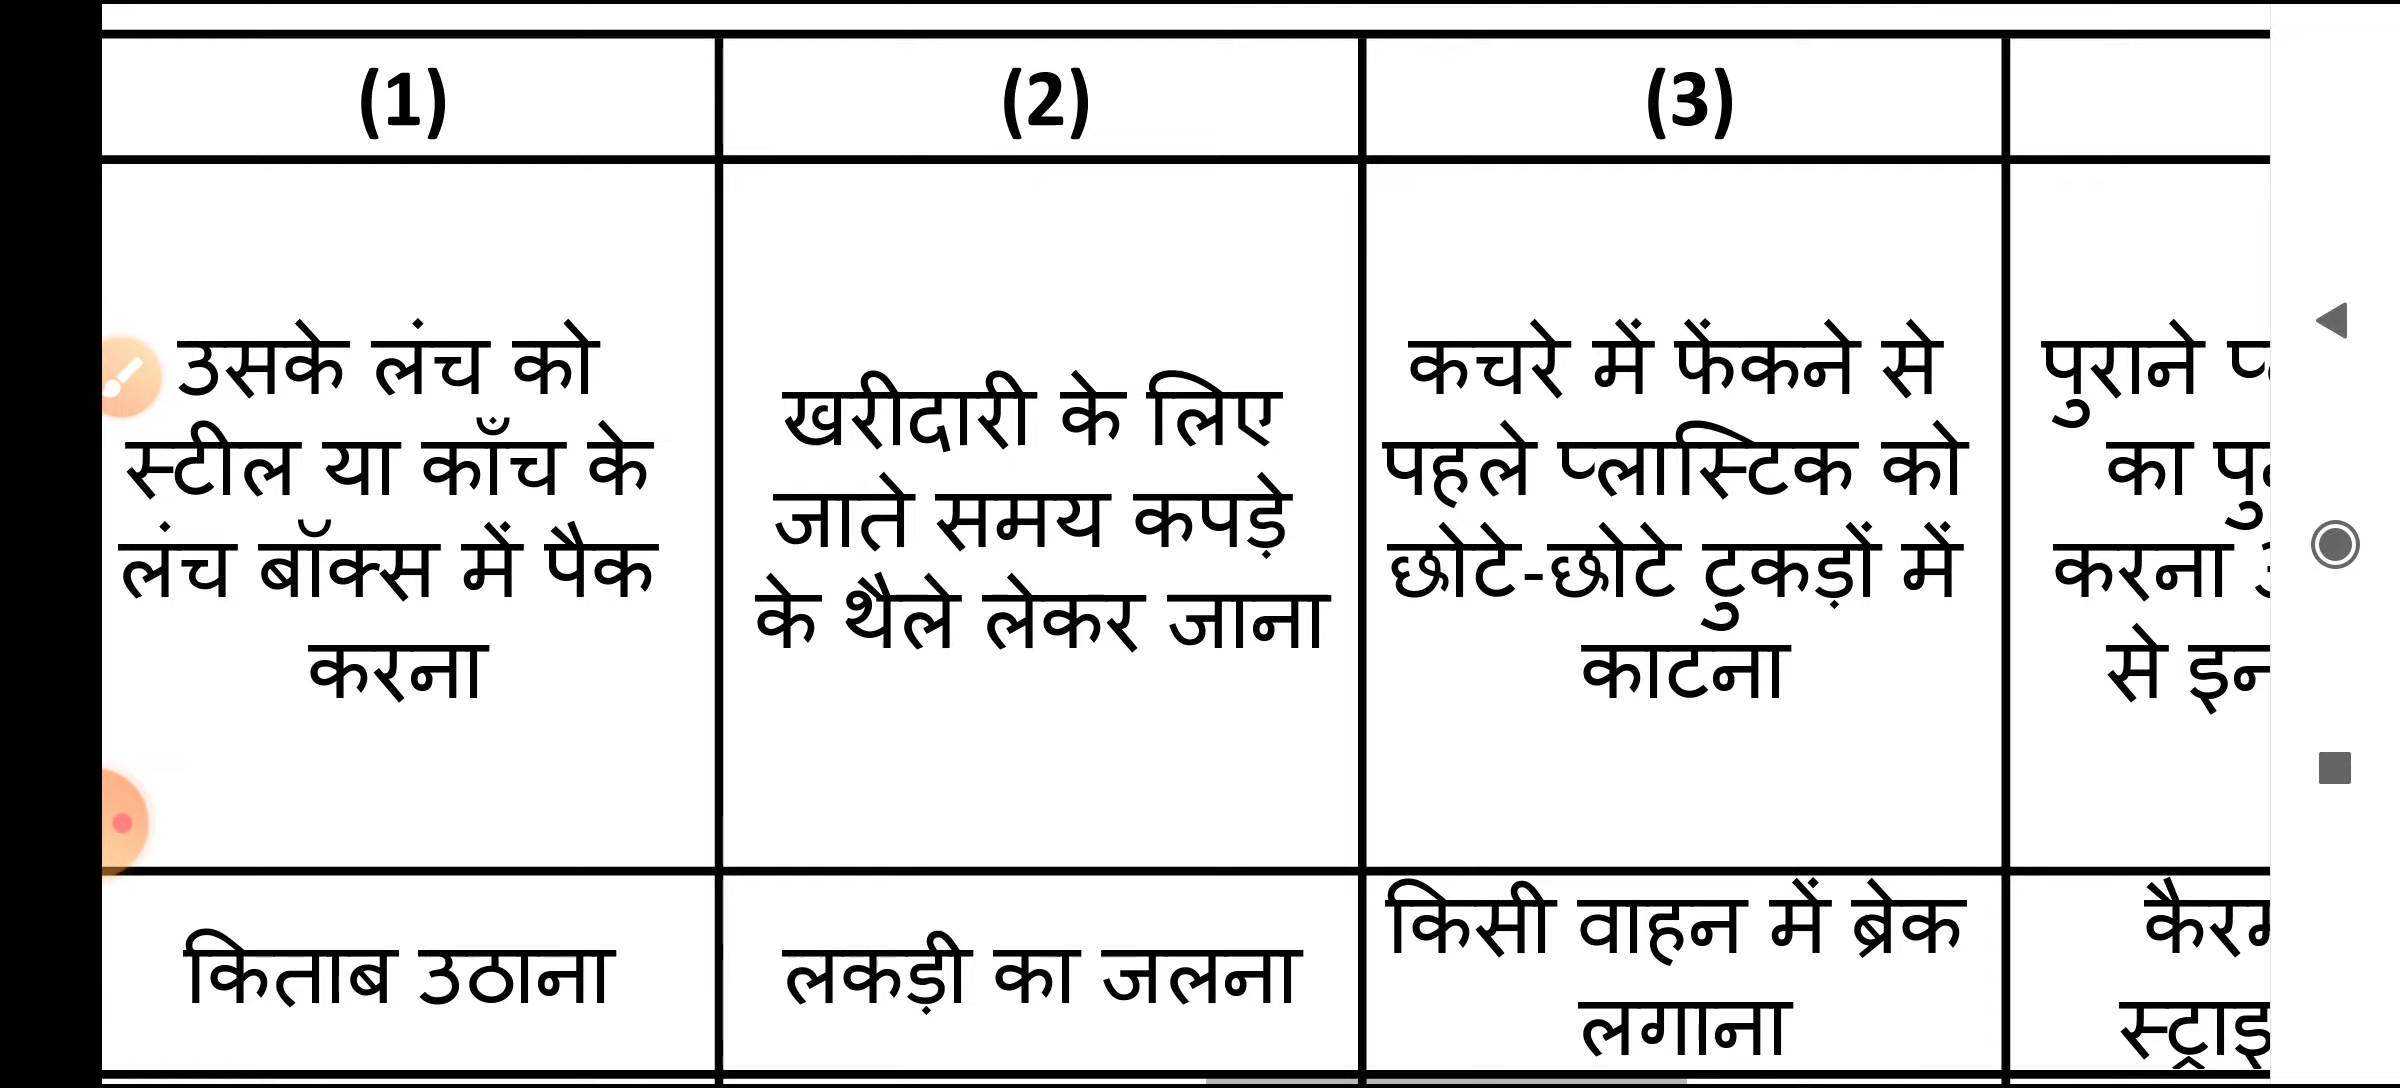 (1)
(2)
(3)
उसके लंच को
स्टील या काँच के
लंच बॉक्स में पैक
करना
खरीदारी के लिए
जाते समय कपड़े
के थैले लेकर जाना
कचरे में फेंकने से
पहले प्लास्टिक को
छोटे-छोटे टुकड़ों में
काटना
पुराने
का
करना
से
किताब उठाना
लकड़ी का जलना
किसी वाहन में ब्रेक
लगाना